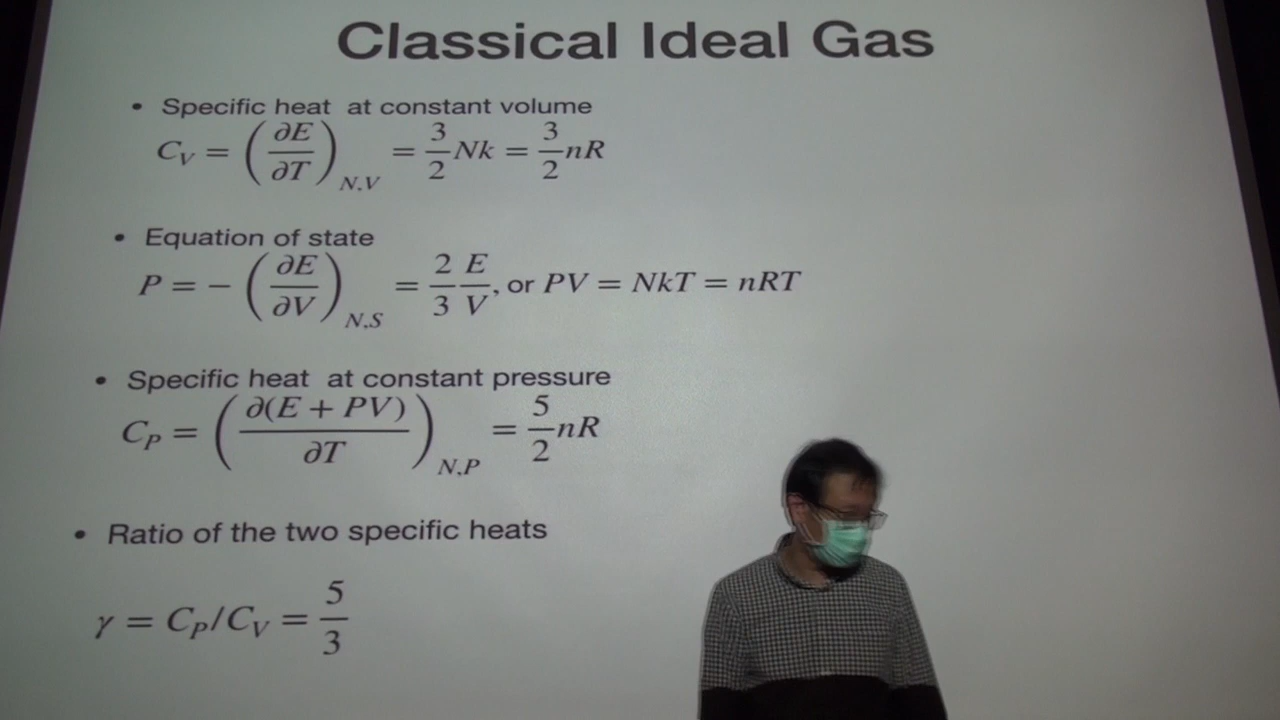 Classical Ideal Gas
• Specific heat at constant volume
C_V = (∂E/∂T)_{N,V} = 3/2 Nk = 3/2 nR
• Equation of state
P = − (∂E/∂V)_{N,S} = 2/3 E/V, or PV = NkT = nRT
• Specific heat at constant pressure
C_P = (∂(E + PV)/∂T)_{N,P} = 5/2 nR
• Ratio of the two specific heats
γ = C_P/C_V = 5/3